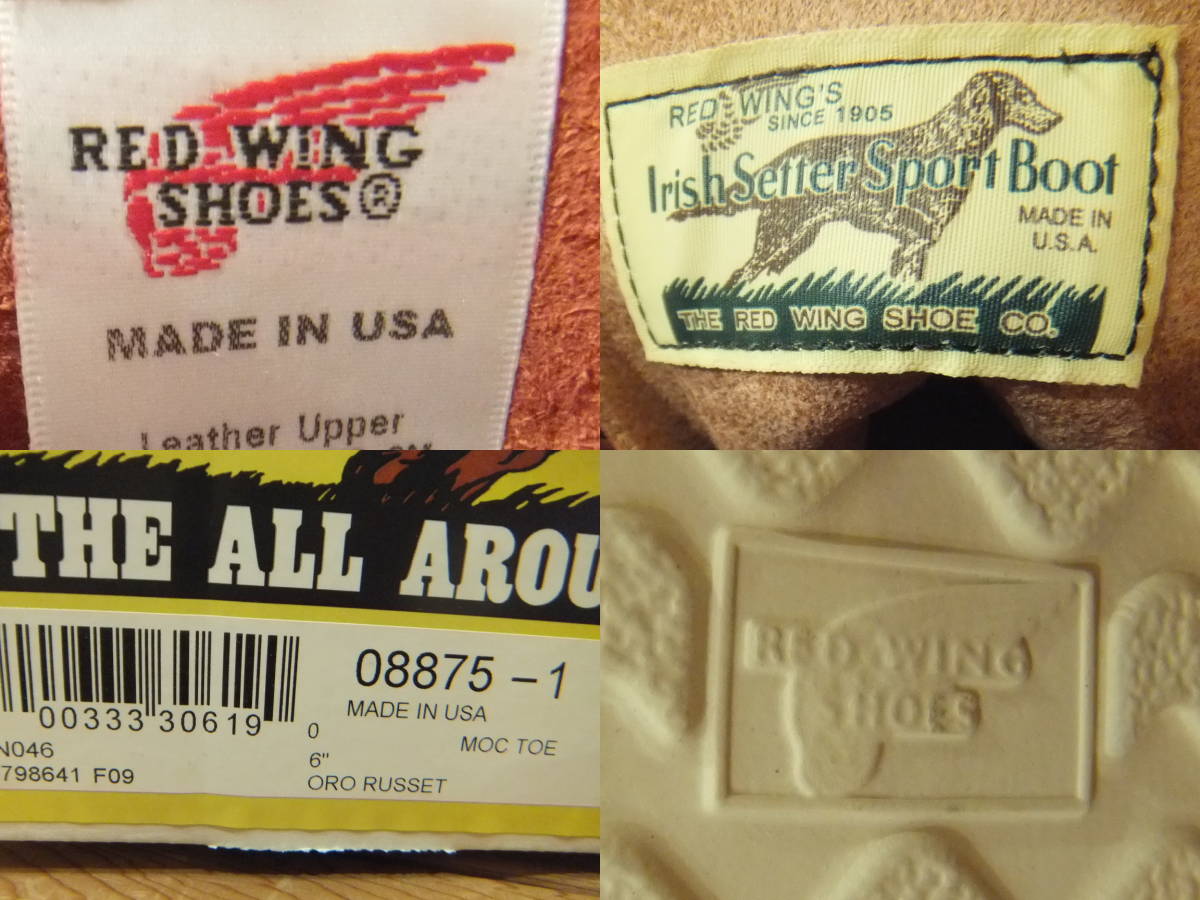 RED WING
SHOES®
MADE IN USA
Leather Upper
RED WING'S
SINCE 1905
Irish Setter Sport Boot
MADE IN
U.S.A.
THE RED WING SHOE CO.
THE ALL AROU
08875-1
00333 30619 0
MADE IN USA
MOC TOE
N046
6"
798641 F09
ORO RUSSET
RED WING
SHOES